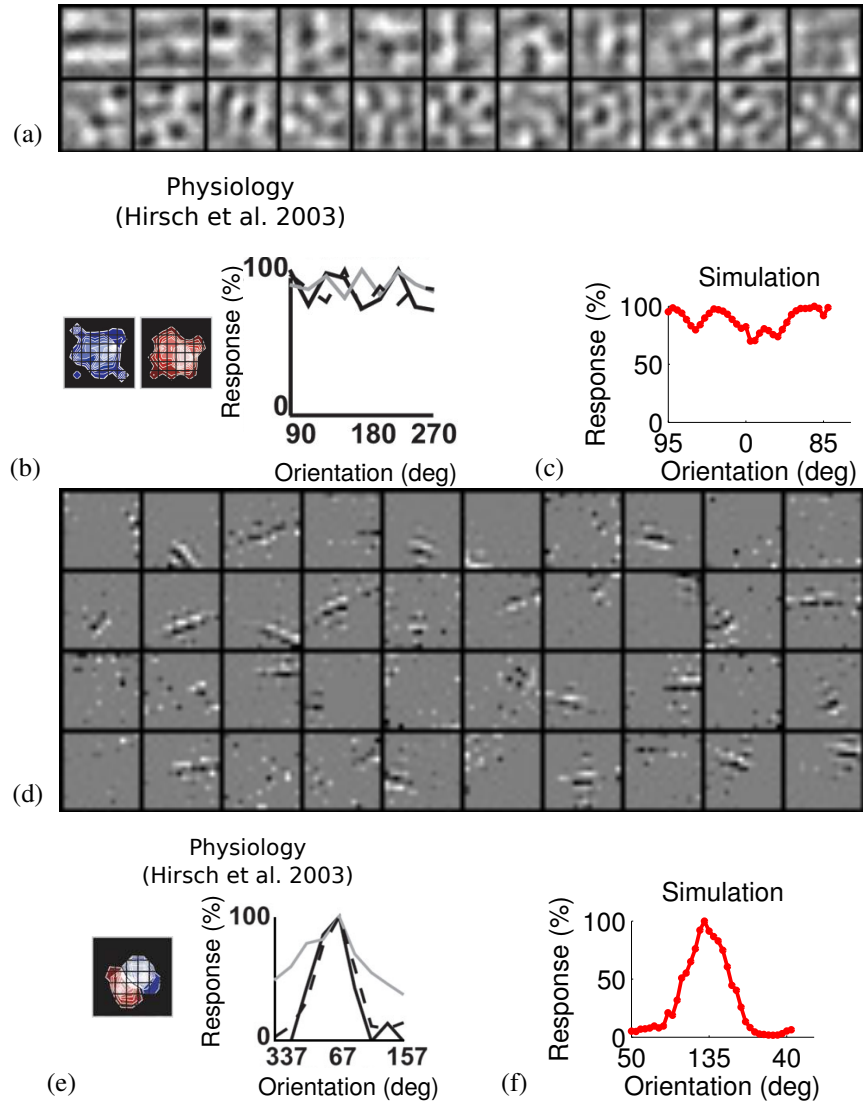 (a)
Physiology
(Hirsch et al. 2003)
100
0
Response (%)
90 180 270
Orientation (deg)
(b)
Simulation
100
50
0
Response (%)
95 0 85
Orientation (deg)
(c)
(d)
Physiology
(Hirsch et al. 2003)
100
0
Response (%)
337 67 157
Orientation (deg)
(e)
Simulation
100
50
0
Response (%)
50 135 40
Orientation (deg)
(f)